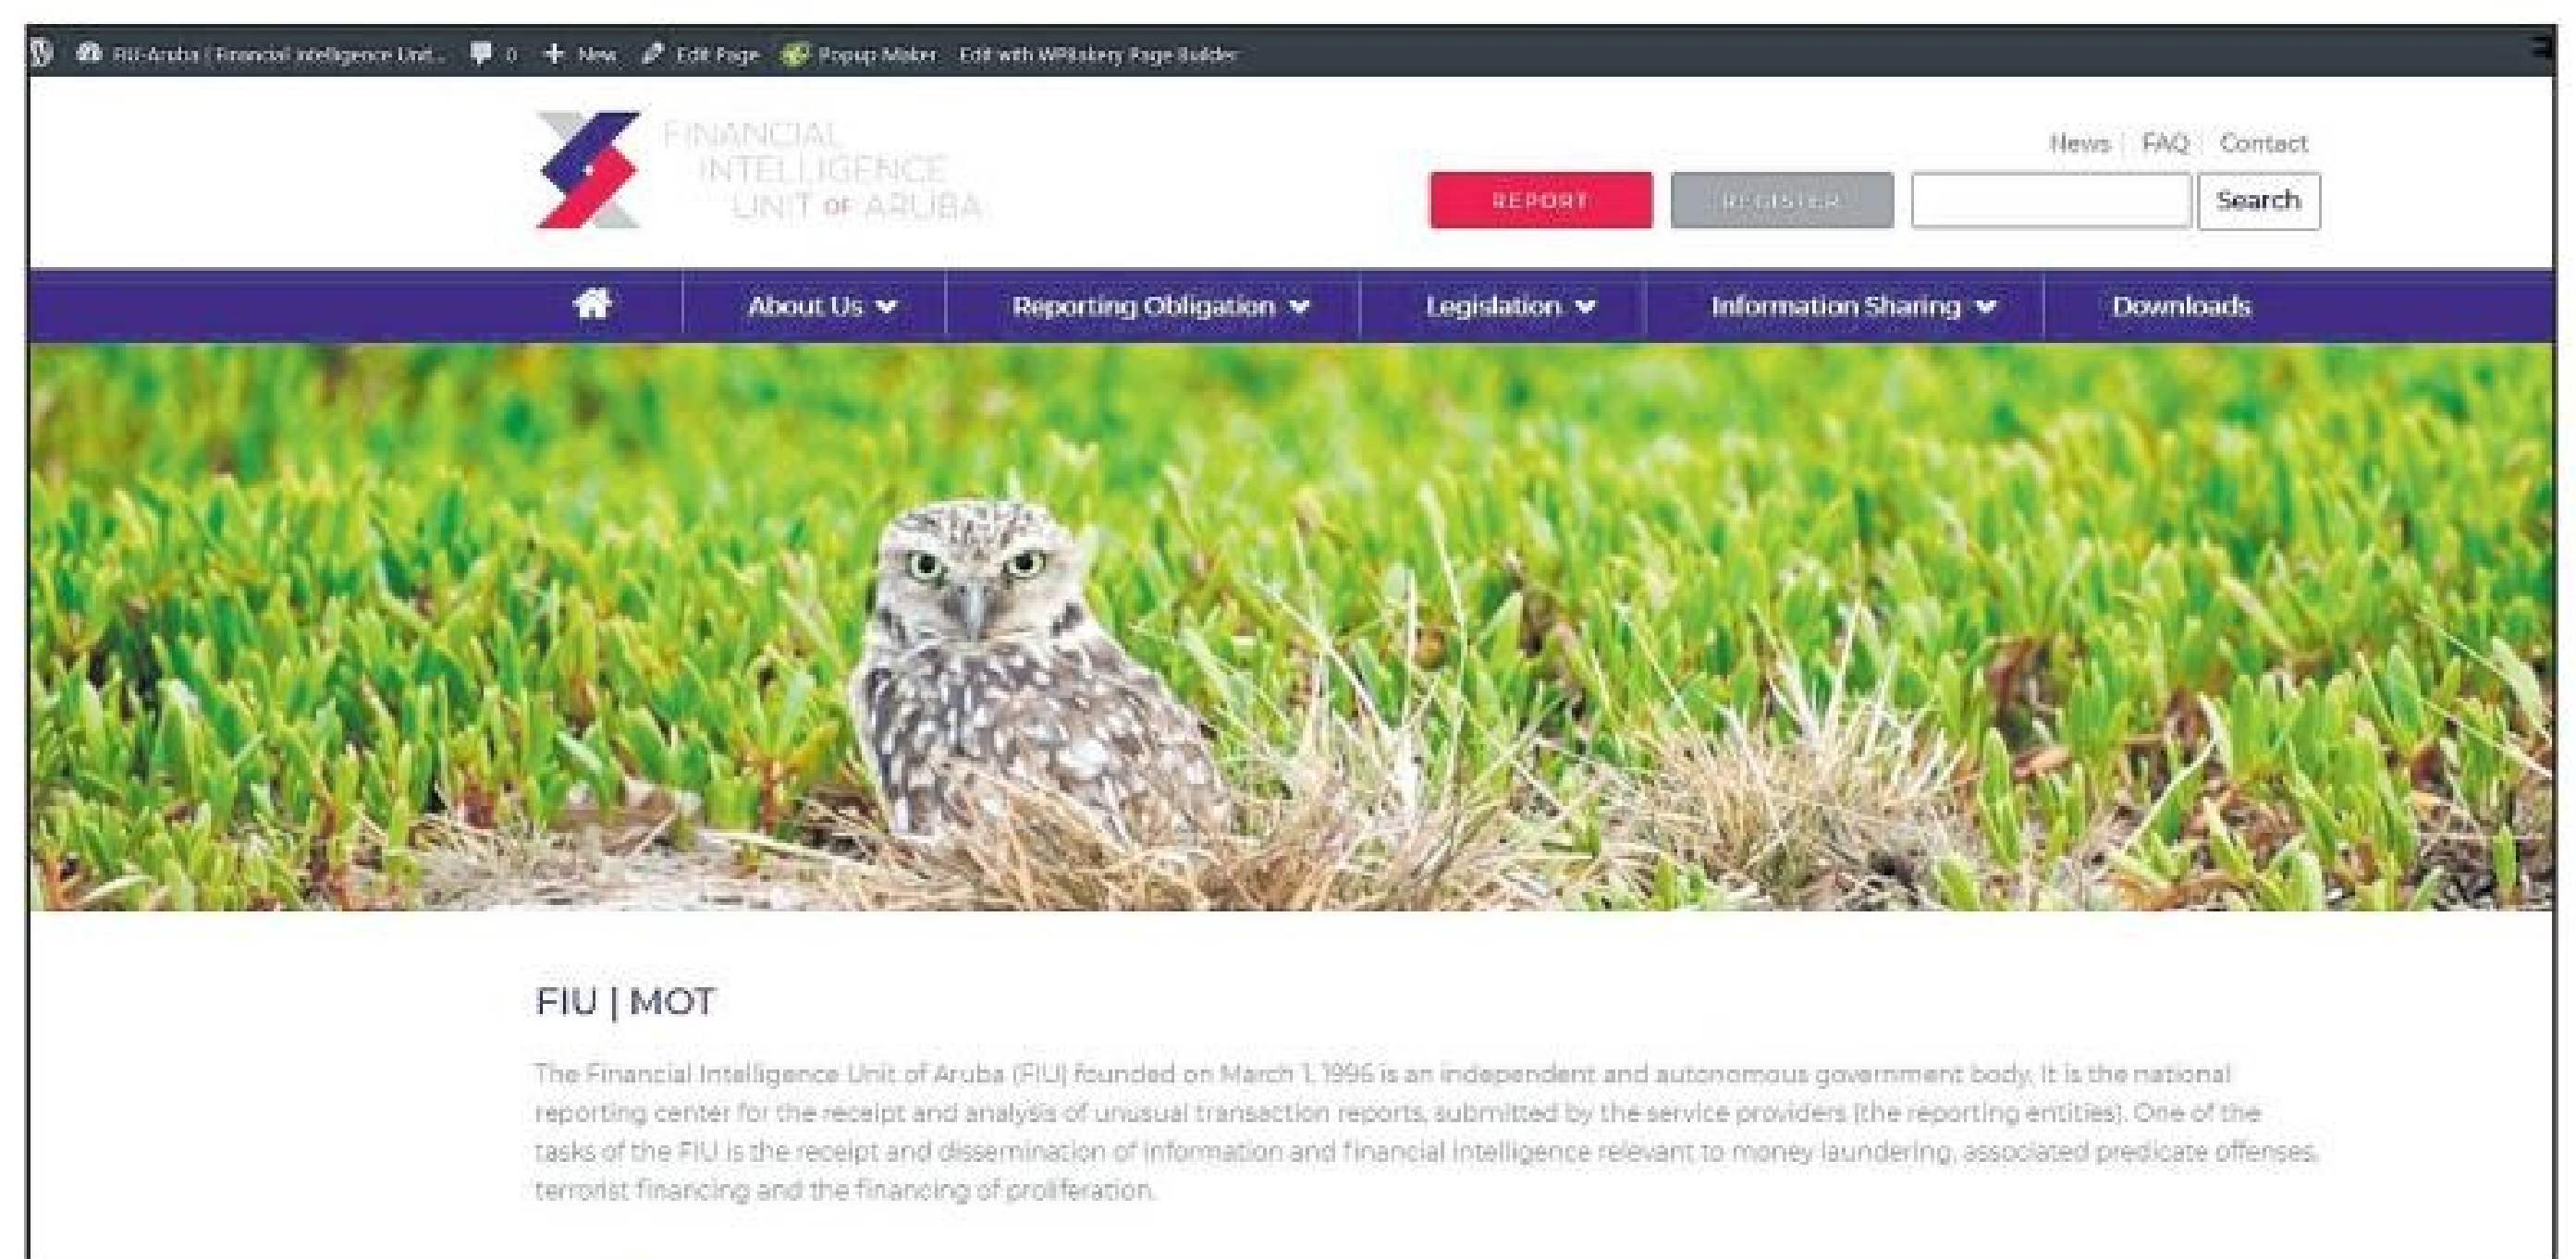 FIU-Aruba | Financial Intelligence Unit... 0 New Edit Page Popup Maker Edit with WPBakery Page Builder
FINANCIAL
INTELLIGENCE
UNIT OF ARUBA
News FAQ Contact
REPORT REGISTER Search
About Us Reporting Obligation Legislation Information Sharing Downloads
FIU | MOT
The Financial Intelligence Unit of Aruba (FIU) founded on March 1, 1996 is an independent and autonomous government body. It is the national
reporting center for the receipt and analysis of unusual transaction reports, submitted by the service providers (the reporting entities). One of the
tasks of the FIU is the receipt and dissemination of information and financial intelligence relevant to money laundering, associated predicate offenses,
terrorist financing and the financing of proliferation.